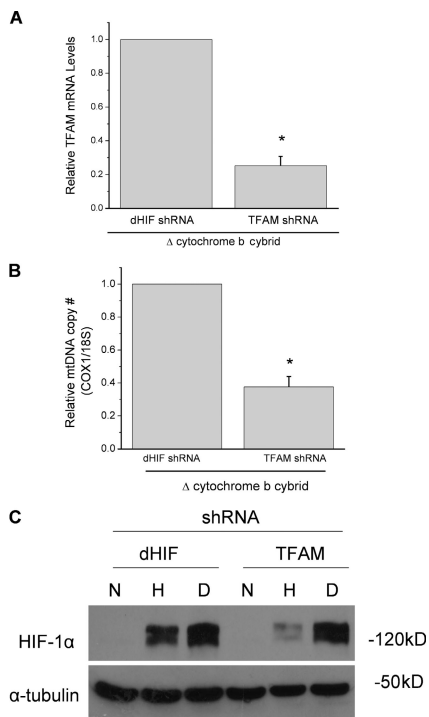 A
Relative TFAM mRNA Levels
1.0
0.8
0.6
0.4
0.2
0.0
*
dHIF shRNA TFAM shRNA
Δ cytochrome b cybrid
B
Relative mtDNA copy #
(COX1/18S)
1.0
0.8
0.6
0.4
0.2
0.0
*
dHIF shRNA TFAM shRNA
Δ cytochrome b cybrid
C
shRNA
dHIF TFAM
N H D N H D
HIF-1α -120kD
-50kD
α-tubulin